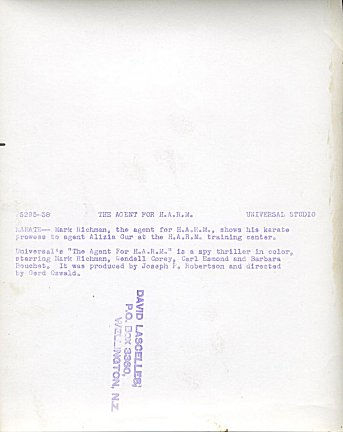 5293-38 THE AGENT FOR H.A.R.M. UNIVERSAL STUDIO
KARATE-- Mark Richman, the agent for H.A.R.M., shows his karate
prowess to agent Alizia Gur at the H.A.R.M. training center.
Universal's "The Agent For H.A.R.M." is a spy thriller in color,
starring Mark Richman, Wendell Corey, Carl Esmond and Barbara
Bouchet. It was produced by Joseph F. Robertson and directed
by Gerd Oswald.
DAVID LASCELLES,
P.O. BOX 3360,
WELLINGTON, N.Z